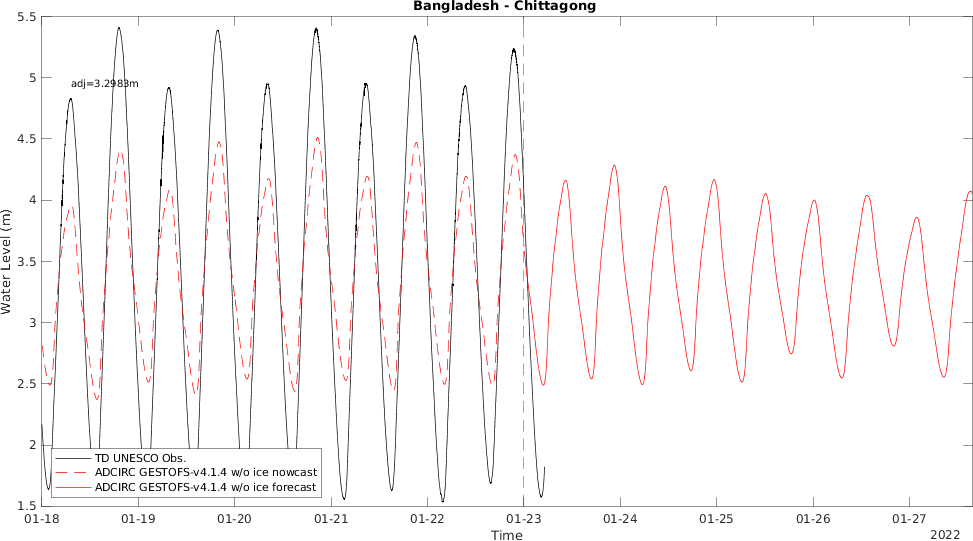 Bangladesh - Chittagong
5.5
5
4.5
4
3.5
3
2.5
2
1.5
Water Level (m)
adj=3.2983m
TD UNESCO Obs.
ADCIRC GESTOFS-v4.1.4 w/o ice nowcast
ADCIRC GESTOFS-v4.1.4 w/o ice forecast
01-18 01-19 01-20 01-21 01-22 01-23 01-24 01-25 01-26 01-27
Time
2022